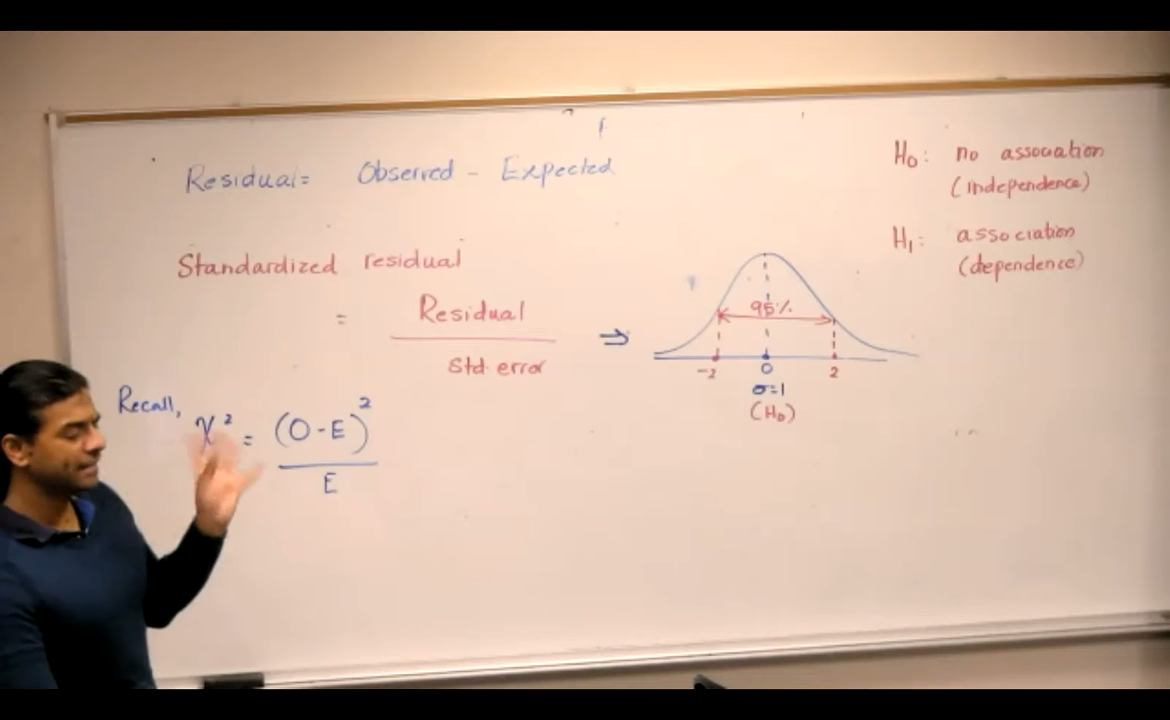 Residual = Observed - Expected
Standardized residual
= Residual
Std. error
⇒
95%
-2 0 2
σ=1
(H₀)
H₀: no association
(independence)
H₁: association
(dependence)
Recall,
χ² = (O - E)²
E